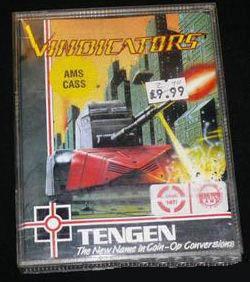 VINDICATORS
AMS
CASS
£9.99
TENGEN
The New Name in Coin-Op Conversions